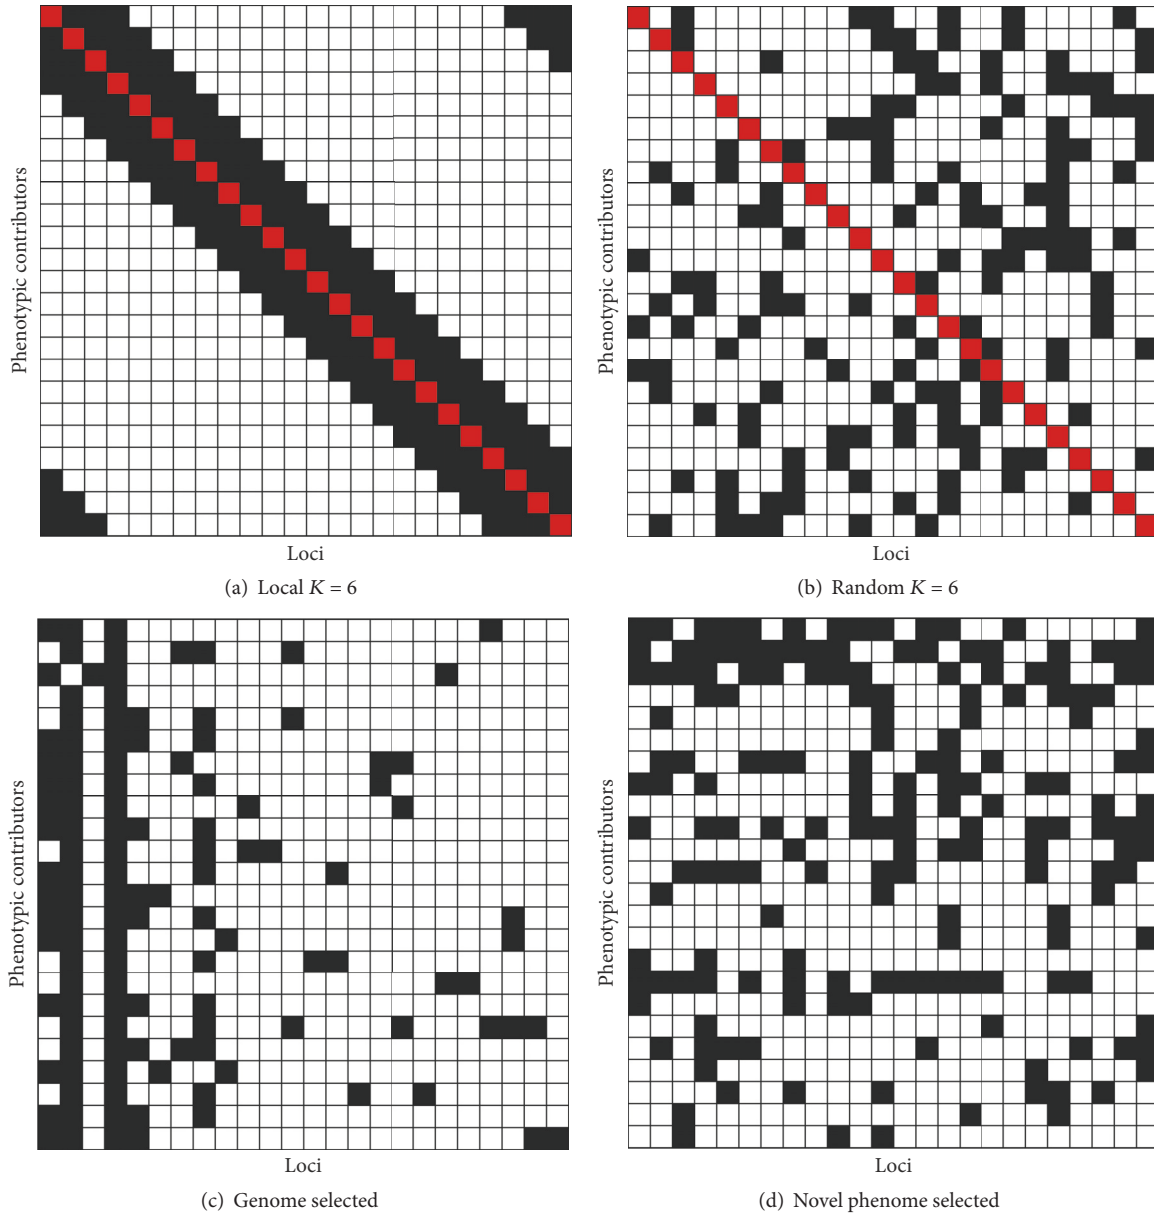 Phenotypic contributors
Loci
(a) Local K = 6
Phenotypic contributors
Loci
(b) Random K = 6
Phenotypic contributors
Loci
(c) Genome selected
Phenotypic contributors
Loci
(d) Novel phenome selected